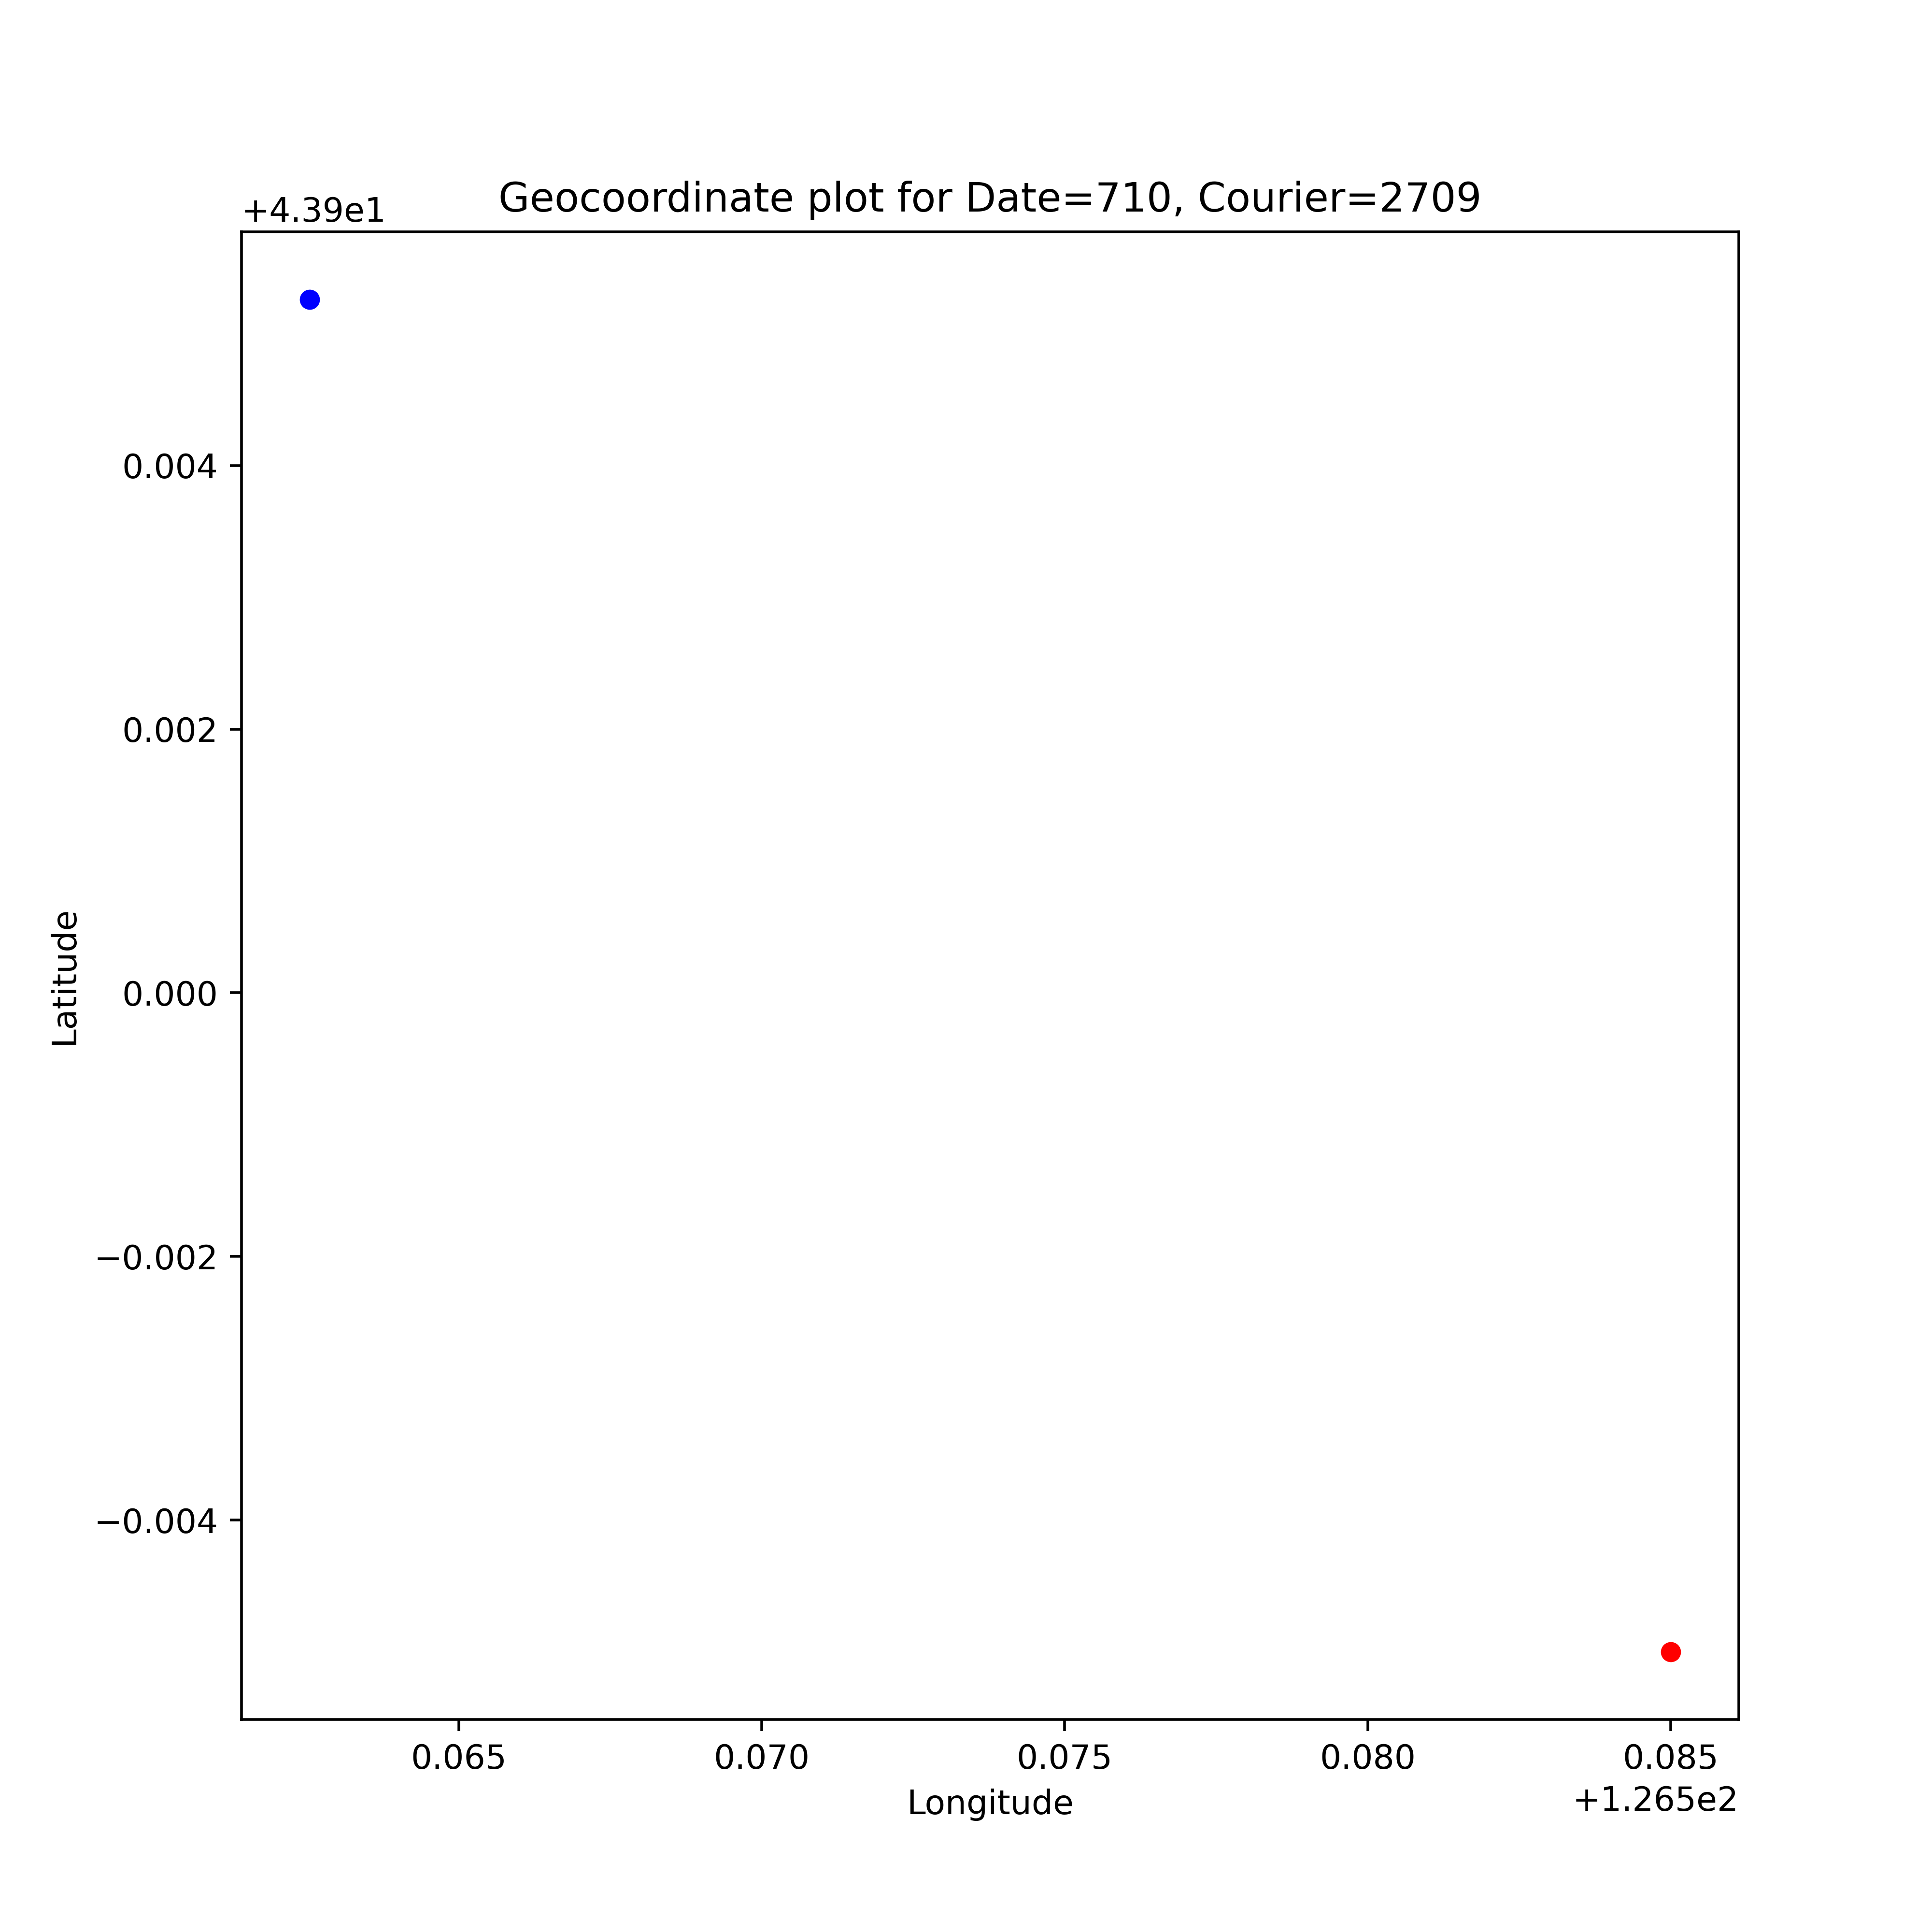 Geocoordinate plot for Date=710, Courier=2709
+4.39e1
0.004
0.002
0.000
−0.002
−0.004
Latitude
0.065 0.070 0.075 0.080 0.085
+1.265e2
Longitude